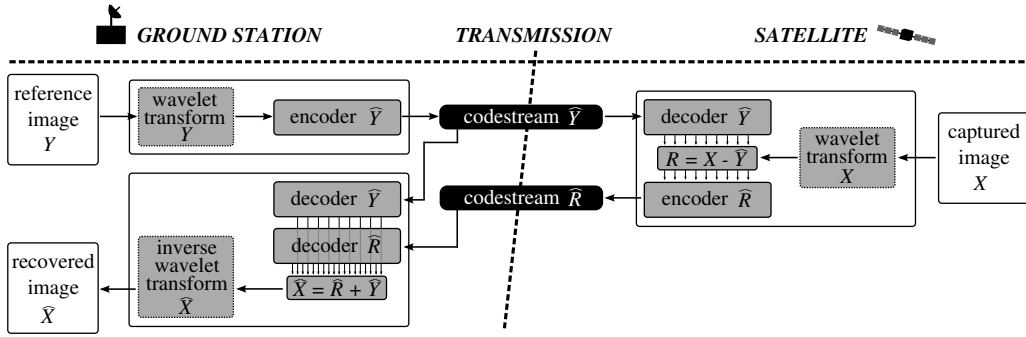 GROUND STATION
TRANSMISSION
SATELLITE
reference
image
Y
wavelet
transform
Y
encoder Ŷ
codestream Ŷ
decoder Ŷ
R = X - Ŷ
encoder R̂
wavelet
transform
X
captured
image
X
codestream R̂
decoder Ŷ
decoder R̂
X̂ = R̂ + Ŷ
inverse
wavelet
transform
X̂
recovered
image
X̂